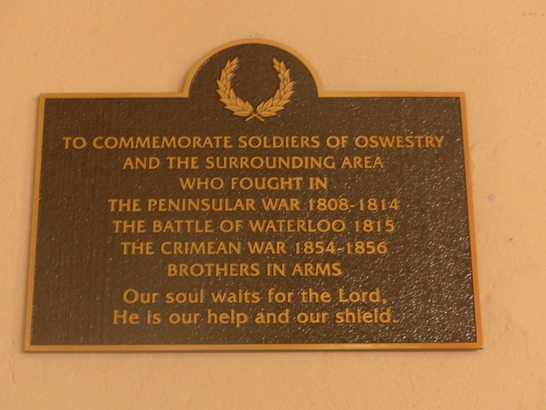 TO COMMEMORATE SOLDIERS OF OSWESTRY
AND THE SURROUNDING AREA
WHO FOUGHT IN
THE PENINSULAR WAR 1808-1814
THE BATTLE OF WATERLOO 1815
THE CRIMEAN WAR 1854-1856
BROTHERS IN ARMS
Our soul waits for the Lord,
He is our help and our shield.